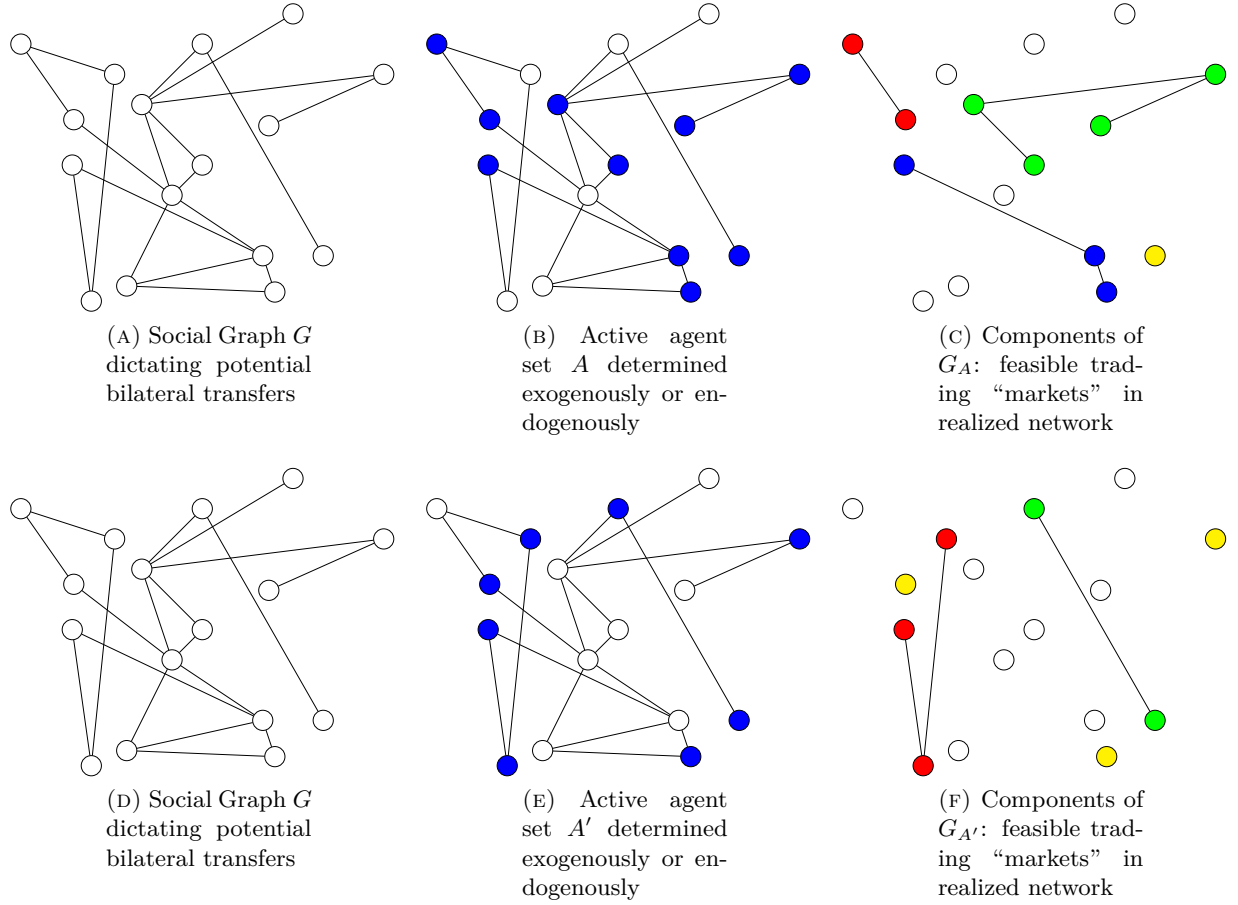 (A) Social Graph G
dictating potential
bilateral transfers
(B) Active agent
set A determined
exogenously or en-
dogenously
(C) Components of
G_A: feasible trad-
ing “markets” in
realized network
(D) Social Graph G
dictating potential
bilateral transfers
(E) Active agent
set A′ determined
exogenously or en-
dogenously
(F) Components of
G_A′: feasible trad-
ing “markets” in
realized network